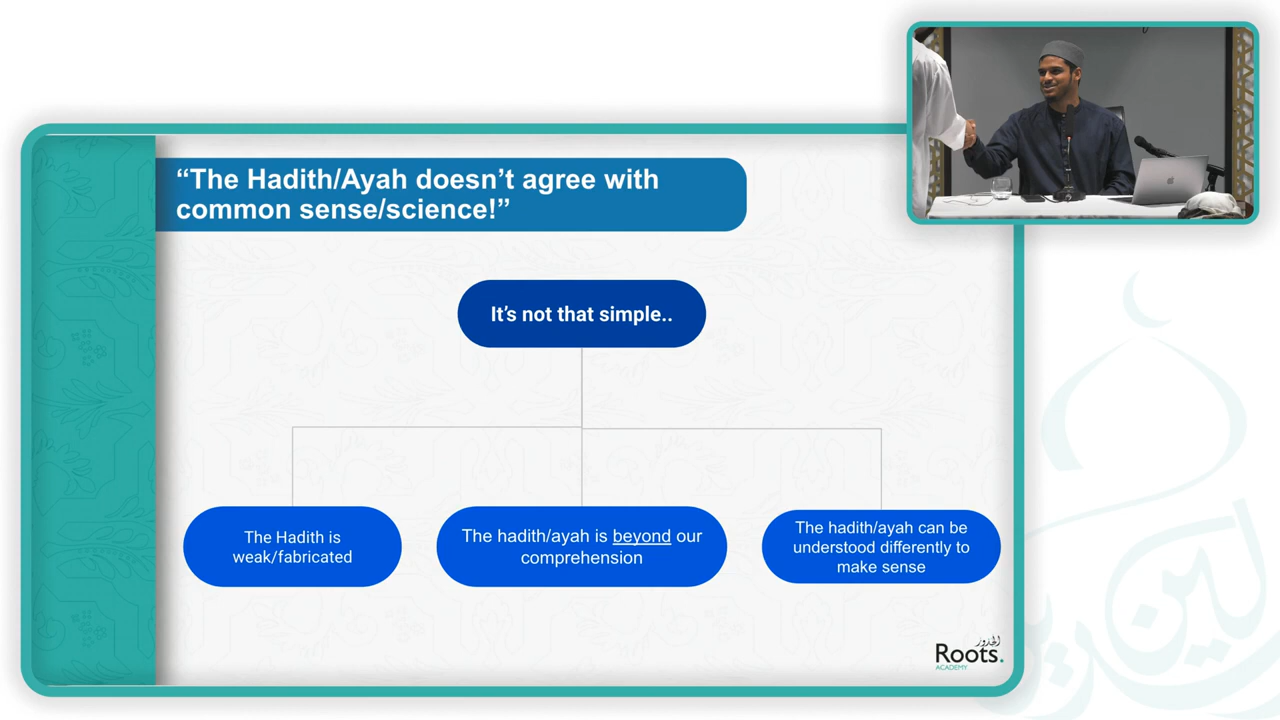 “The Hadith/Ayah doesn’t agree with
common sense/science!”
It’s not that simple..
The Hadith is
weak/fabricated
The hadith/ayah is beyond our
comprehension
The hadith/ayah can be
understood differently to
make sense
الجذور
Roots.
ACADEMY